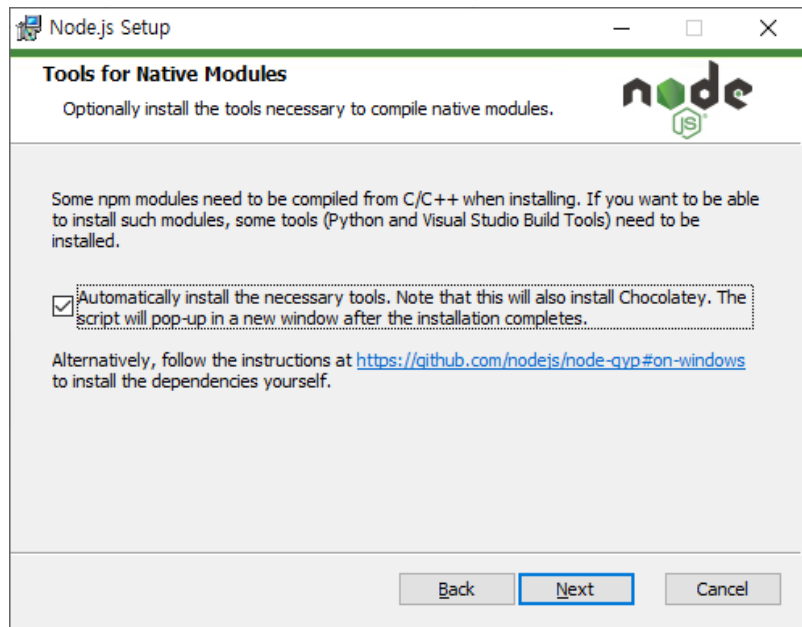 Node.js Setup
Tools for Native Modules
Optionally install the tools necessary to compile native modules.
node
JS
Some npm modules need to be compiled from C/C++ when installing. If you want to be able
to install such modules, some tools (Python and Visual Studio Build Tools) need to be
installed.
Automatically install the necessary tools. Note that this will also install Chocolatey. The
script will pop-up in a new window after the installation completes.
Alternatively, follow the instructions at https://github.com/nodejs/node-gyp#on-windows
to install the dependencies yourself.
Back
Next
Cancel